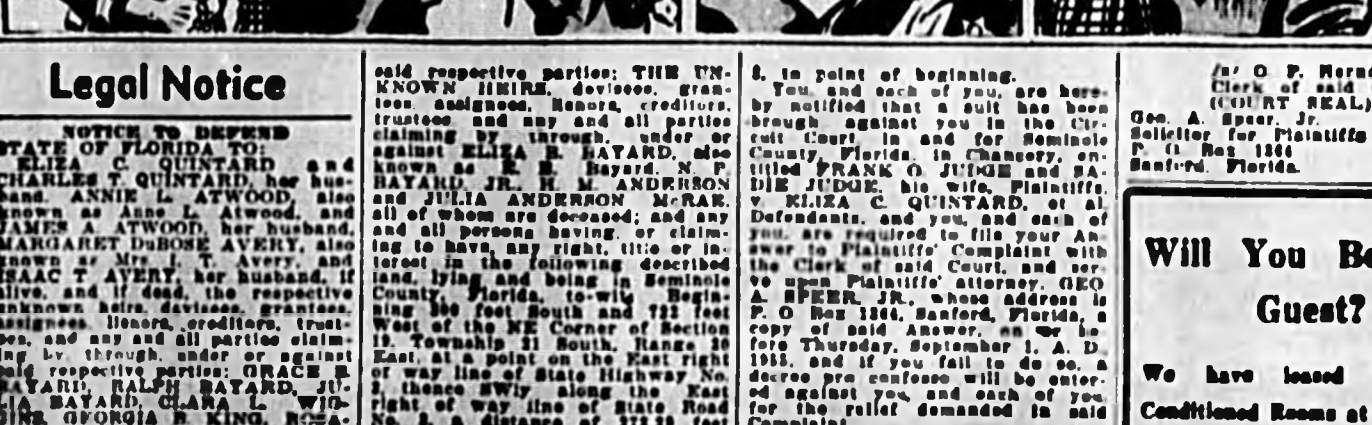 Legal Notice
NOTICE TO DEFEND
STATE OF FLORIDA TO:
ELIZA C. QUINTARD and
CHARLES T. QUINTARD, her hus-
band, ANNIE L. ATWOOD, also
known as Anne L. Atwood, and
JAMES A. ATWOOD, her husband,
MARGARET DuBOSE AVERY, also
known as Mrs. I. T. Avery, and
ISAAC T. AVERY, her husband, if
alive, and if dead, the respective
unknown heirs, devisees, grantees,
assignees, lienors, creditors, trust-
ees, and any and all parties claim-
ing by, through, under or against
said respective parties; GRACE
BAYARD, RALPH BAYARD, JU-
LIA BAYARD, CLARA L.
GEORGIA KING,
said respective parties; THE UN-
KNOWN HEIRS, devisees, gran-
tees, assignees, lienors, creditors,
trustees and any and all parties
claiming by through, under or
against ELIZA BAYARD, also
known as Bayard, N. P.
BAYARD, JR., H. M. ANDERSON
and JULIA ANDERSON McRAE,
all of whom are deceased; and any
and all persons having, or claim-
ing to have, any right, title or in-
terest in the following described
land, lying and being in Seminole
County, Florida, to-wit: Begin-
ning feet South and feet
West of the NE Corner of Section
Township 21 South, Range
East, at a point on the East right
of way line of State Highway No.
thence SWly along the East
right of way line of State Road
No. a distance of feet
in point of beginning.
You, and each of you, are here-
by notified that a suit has been
brough against you in the Cir-
cuit Court in and for Seminole
County, Florida, in Chancery, en-
titled FRANK O. JUDGE and SA-
DIE JUDGE, his wife, Plaintiffs,
v. ELIZA C. QUINTARD, et al
Defendants, and you, and each of
you, are required to file your An-
swer to Plaintiffs' Complaint with
the Clerk of said Court, and ser-
ve upon Plaintiffs' attorney, GEO
A. SPEER, JR., whose address is
P. O Box 1364, Sanford, Florida, a
copy of said Answer, on or be-
fore Thursday, September 1, A. D.
and if you fail to do so, a
decree pro confesso will be enter-
ed against you, and each of you
for the relief demanded in said
Complaint.
/s/ O. P.
Clerk of said
(COURT SEAL)
Geo. A. Speer, Jr.
Solicitor for Plaintiffs
P. O. Box 1364
Sanford, Florida.
Will You
Guest?
We have leased
Conditioned Rooms at